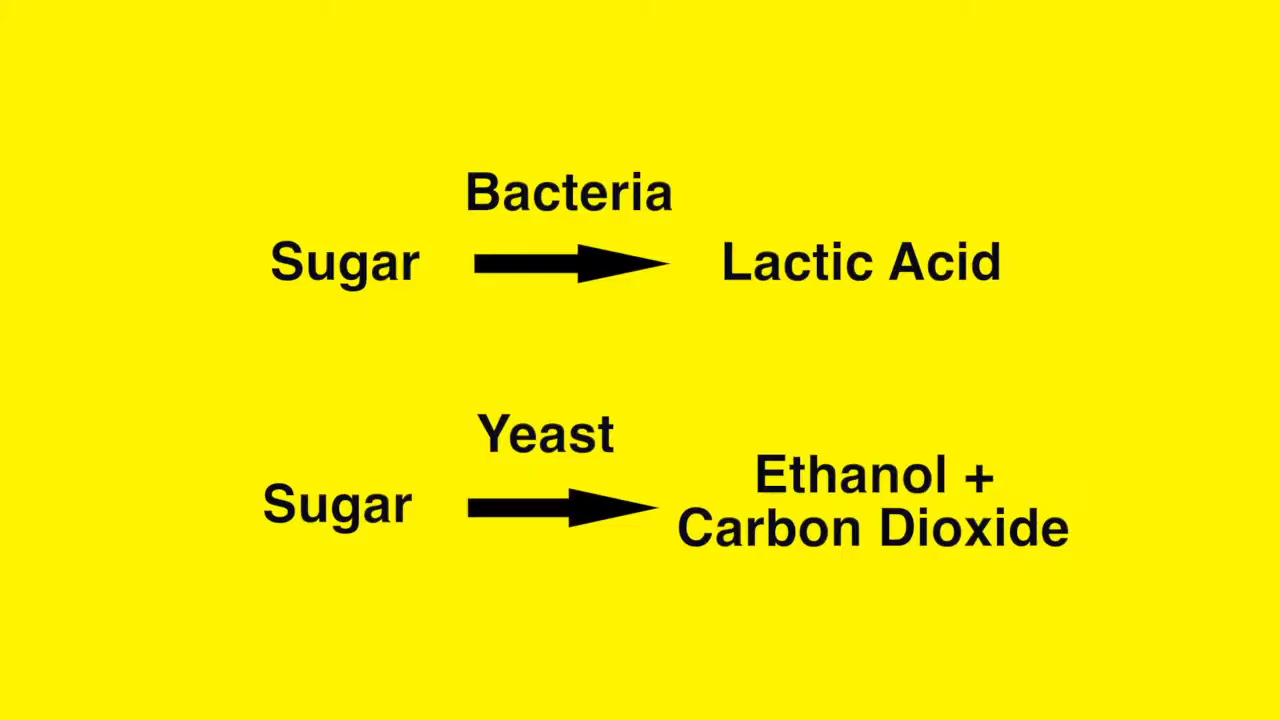 Bacteria
Sugar Lactic Acid
Yeast
Sugar
Ethanol +
Carbon Dioxide